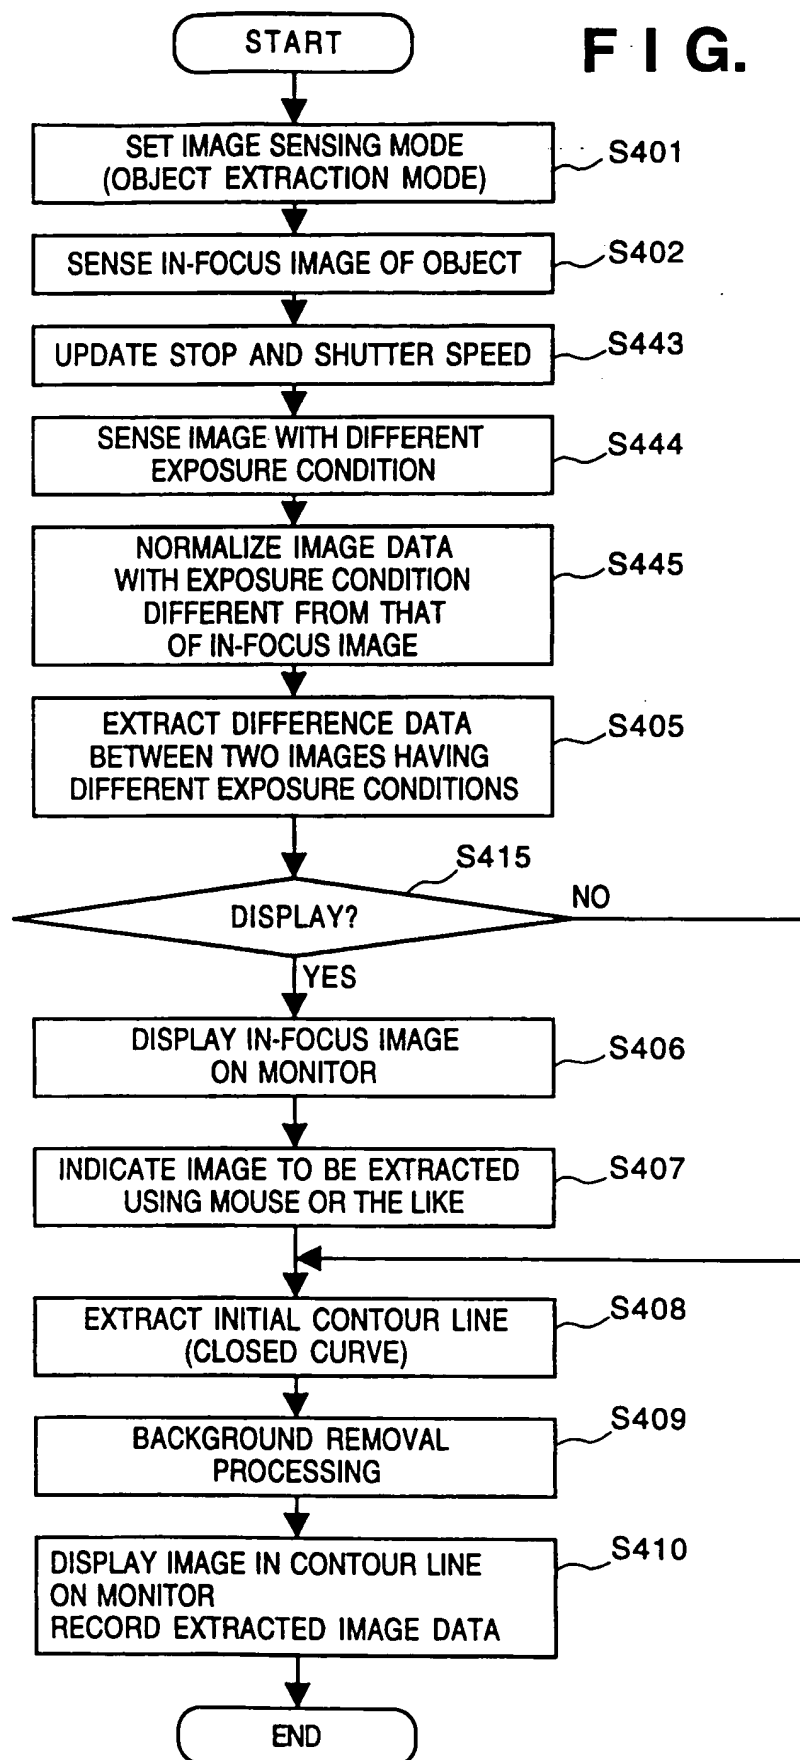 START
FIG.
SET IMAGE SENSING MODE
(OBJECT EXTRACTION MODE)
S401
SENSE IN-FOCUS IMAGE OF OBJECT
S402
UPDATE STOP AND SHUTTER SPEED
S443
SENSE IMAGE WITH DIFFERENT
EXPOSURE CONDITION
S444
NORMALIZE IMAGE DATA
WITH EXPOSURE CONDITION
DIFFERENT FROM THAT
OF IN-FOCUS IMAGE
S445
EXTRACT DIFFERENCE DATA
BETWEEN TWO IMAGES HAVING
DIFFERENT EXPOSURE CONDITIONS
S405
S415
DISPLAY?
NO
YES
DISPLAY IN-FOCUS IMAGE
ON MONITOR
S406
INDICATE IMAGE TO BE EXTRACTED
USING MOUSE OR THE LIKE
S407
EXTRACT INITIAL CONTOUR LINE
(CLOSED CURVE)
S408
BACKGROUND REMOVAL
PROCESSING
S409
DISPLAY IMAGE IN CONTOUR LINE
ON MONITOR
RECORD EXTRACTED IMAGE DATA
S410
END